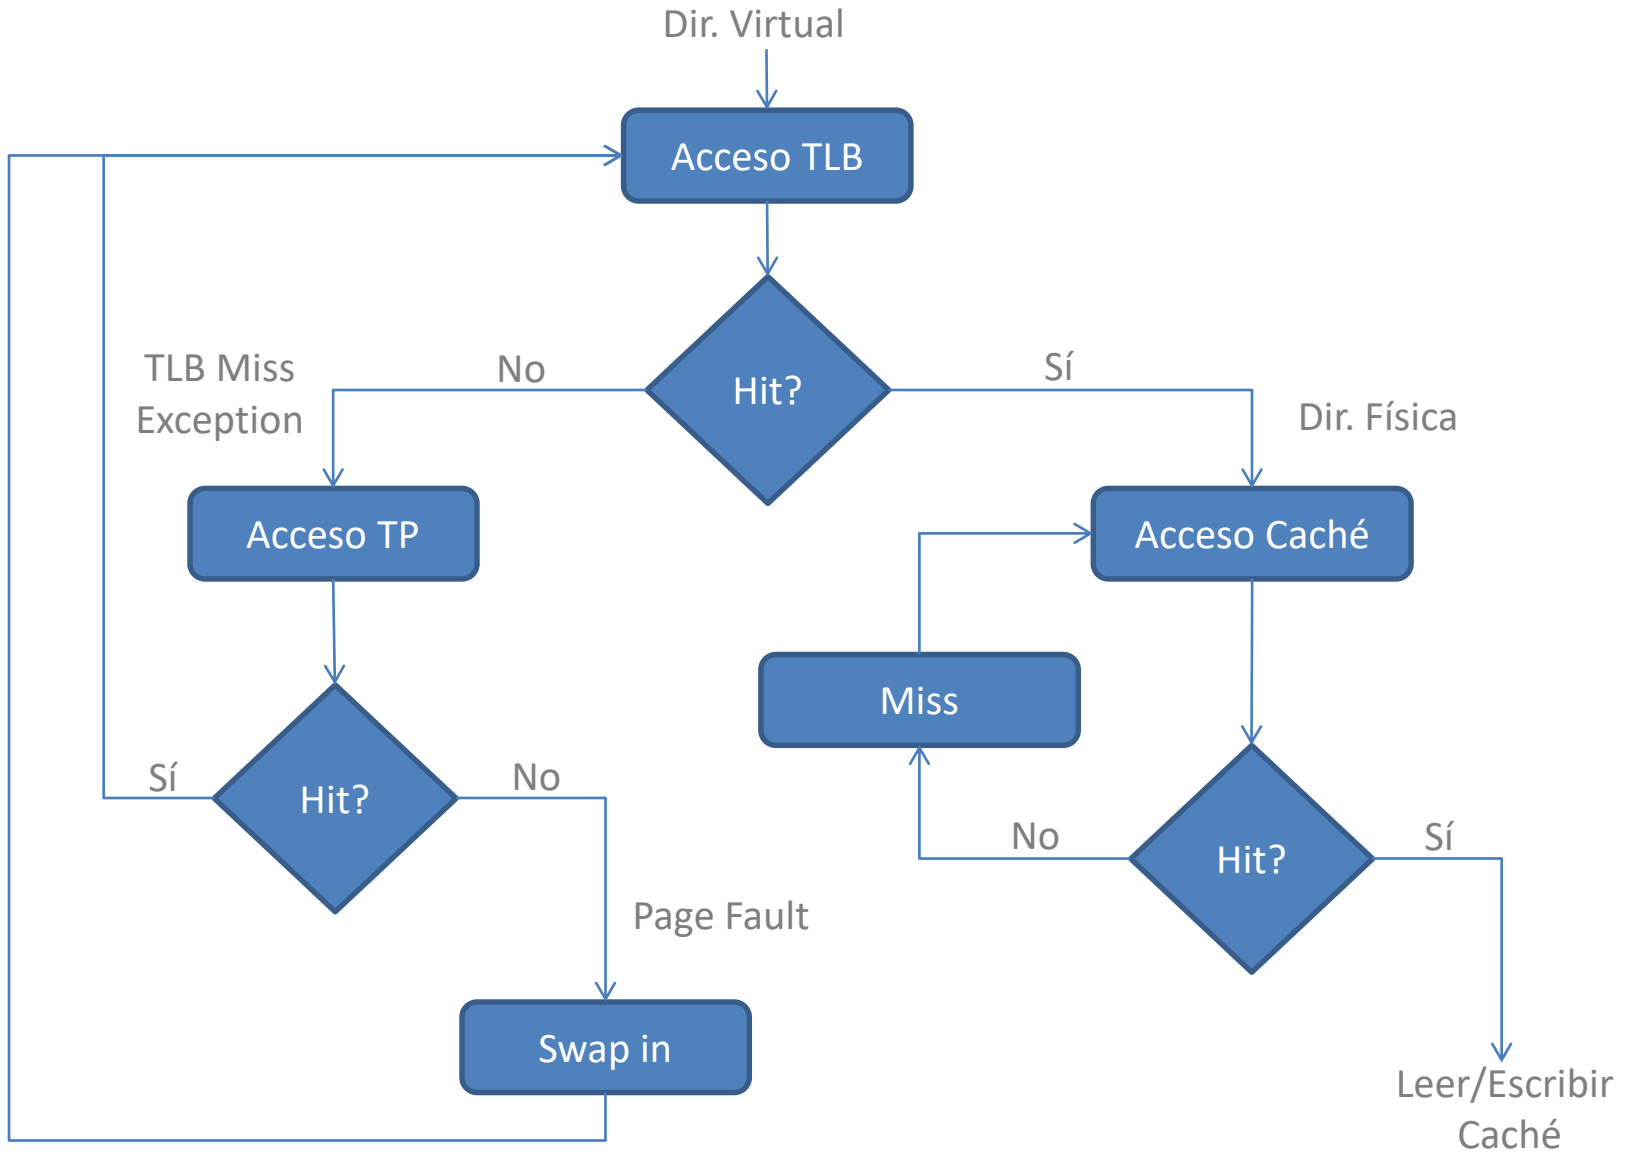 Dir. Virtual
Acceso TLB
TLB Miss
Exception
No
Hit?
Sí
Dir. Física
Acceso TP
Acceso Caché
Miss
Sí
Hit?
No
No
Hit?
Sí
Page Fault
Swap in
Leer/Escribir
Caché